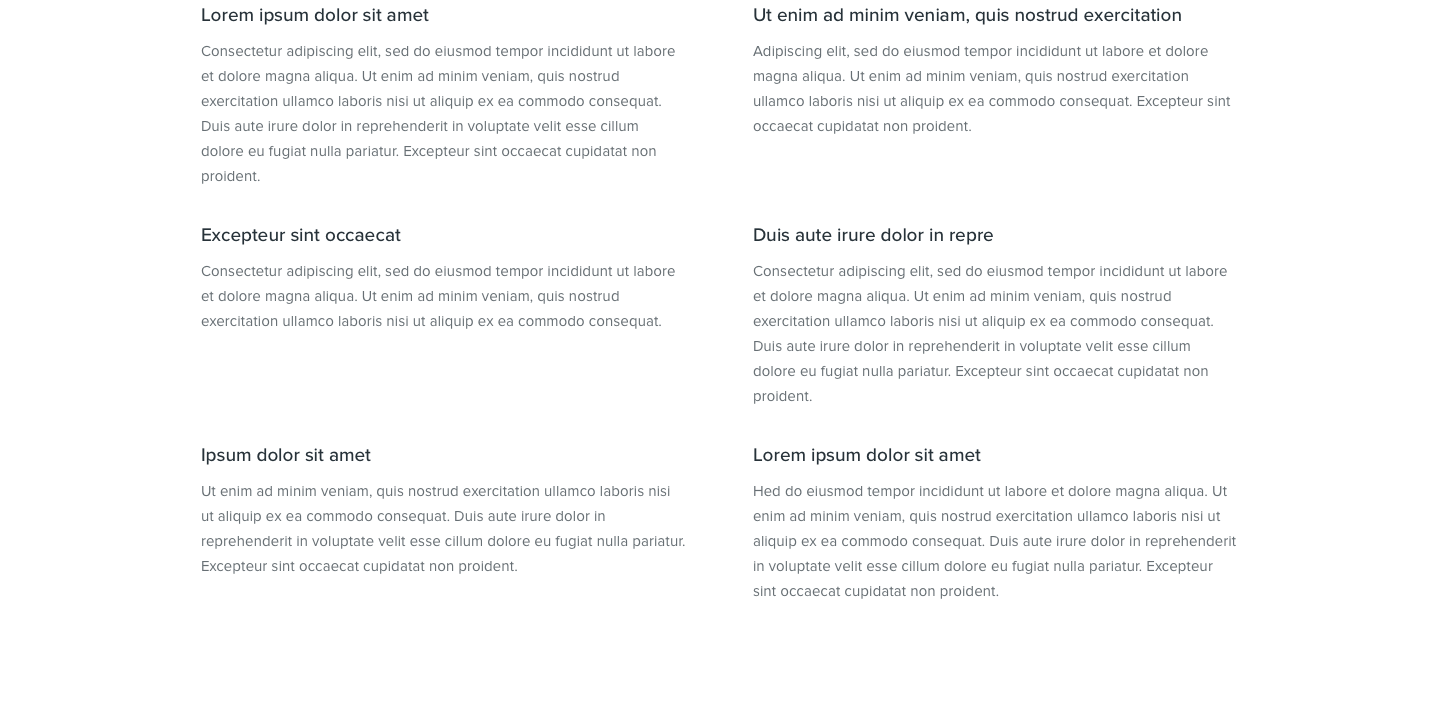 Lorem ipsum dolor sit amet
Consectetur adipiscing elit, sed do eiusmod tempor incididunt ut labore
et dolore magna aliqua. Ut enim ad minim veniam, quis nostrud
exercitation ullamco laboris nisi ut aliquip ex ea commodo consequat.
Duis aute irure dolor in reprehenderit in voluptate velit esse cillum
dolore eu fugiat nulla pariatur. Excepteur sint occaecat cupidatat non
proident.
Ut enim ad minim veniam, quis nostrud exercitation
Adipiscing elit, sed do eiusmod tempor incididunt ut labore et dolore
magna aliqua. Ut enim ad minim veniam, quis nostrud exercitation
ullamco laboris nisi ut aliquip ex ea commodo consequat. Excepteur sint
occaecat cupidatat non proident.
Excepteur sint occaecat
Consectetur adipiscing elit, sed do eiusmod tempor incididunt ut labore
et dolore magna aliqua. Ut enim ad minim veniam, quis nostrud
exercitation ullamco laboris nisi ut aliquip ex ea commodo consequat.
Duis aute irure dolor in repre
Consectetur adipiscing elit, sed do eiusmod tempor incididunt ut labore
et dolore magna aliqua. Ut enim ad minim veniam, quis nostrud
exercitation ullamco laboris nisi ut aliquip ex ea commodo consequat.
Duis aute irure dolor in reprehenderit in voluptate velit esse cillum
dolore eu fugiat nulla pariatur. Excepteur sint occaecat cupidatat non
proident.
Ipsum dolor sit amet
Ut enim ad minim veniam, quis nostrud exercitation ullamco laboris nisi
ut aliquip ex ea commodo consequat. Duis aute irure dolor in
reprehenderit in voluptate velit esse cillum dolore eu fugiat nulla pariatur.
Excepteur sint occaecat cupidatat non proident.
Lorem ipsum dolor sit amet
Hed do eiusmod tempor incididunt ut labore et dolore magna aliqua. Ut
enim ad minim veniam, quis nostrud exercitation ullamco laboris nisi ut
aliquip ex ea commodo consequat. Duis aute irure dolor in reprehenderit
in voluptate velit esse cillum dolore eu fugiat nulla pariatur. Excepteur
sint occaecat cupidatat non proident.